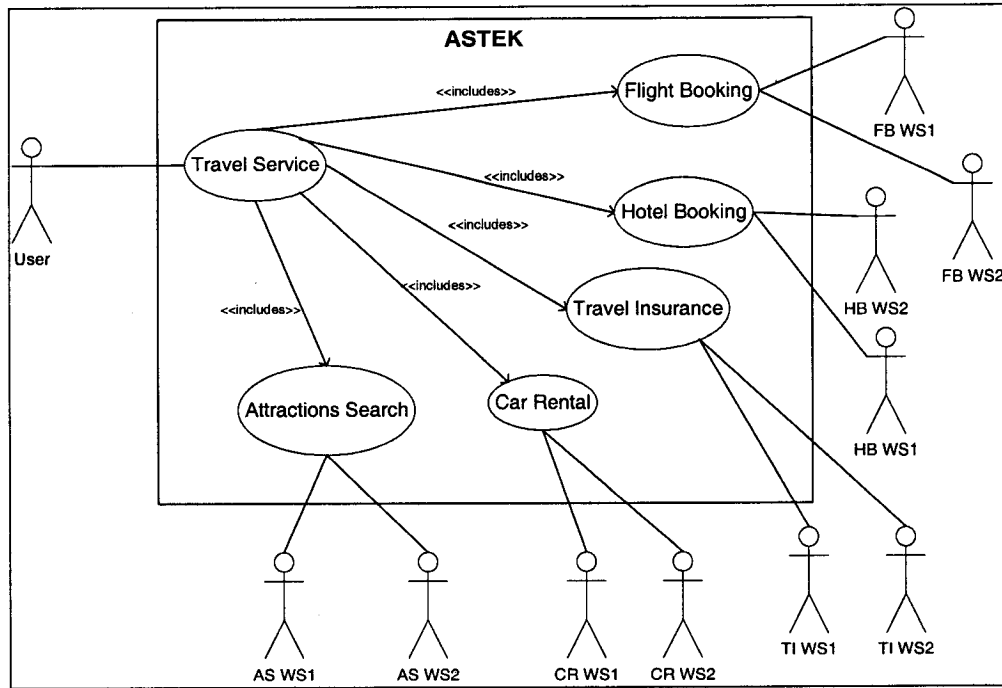 ASTEK
Flight Booking
<<includes>>
FB WS1
Travel Service
<<includes>>
Hotel Booking
User
<<includes>>
FB WS2
HB WS2
<<includes>>
Travel Insurance
<<includes>>
Attractions Search
Car Rental
HB WS1
TI WS1
TI WS2
AS WS1
AS WS2
CR WS1
CR WS2